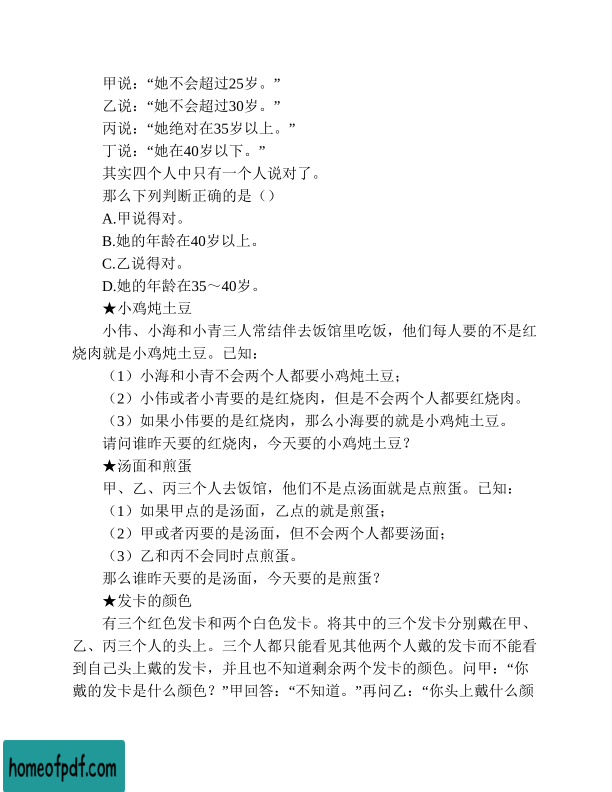 甲说：“她不会超过25岁。”
乙说：“她不会超过30岁。”
丙说：“她绝对在35岁以上。”
丁说：“她在40岁以下。”
其实四个人中只有一个人说对了。
那么下列判断正确的是（）
A.甲说得对。
B.她的年龄在40岁以上。
C.乙说得对。
D.她的年龄在35～40岁。
★小鸡炖土豆
小伟、小海和小青三人常结伴去饭馆里吃饭，他们每人要的不是红
烧肉就是小鸡炖土豆。已知：
（1）小海和小青不会两个人都要小鸡炖土豆；
（2）小伟或者小青要的是红烧肉，但是不会两个人都要红烧肉。
（3）如果小伟要的是红烧肉，那么小海要的就是小鸡炖土豆。
请问谁昨天要的红烧肉，今天要的小鸡炖土豆？
★汤面和煎蛋
甲、乙、丙三个人去饭馆，他们不是点汤面就是点煎蛋。已知：
（1）如果甲点的是汤面，乙点的就是煎蛋；
（2）甲或者丙要的是汤面，但不会两个人都要汤面；
（3）乙和丙不会同时点煎蛋。
那么谁昨天要的是汤面，今天要的是煎蛋？
★发卡的颜色
有三个红色发卡和两个白色发卡。将其中的三个发卡分别戴在甲、
乙、丙三个人的头上。三个人都只能看见其他两个人戴的发卡而不能看
到自己头上戴的发卡，并且也不知道剩余两个发卡的颜色。问甲：“你
戴的发卡是什么颜色？”甲回答：“不知道。”再问乙：“你头上戴什么颜
homeofpdf.com